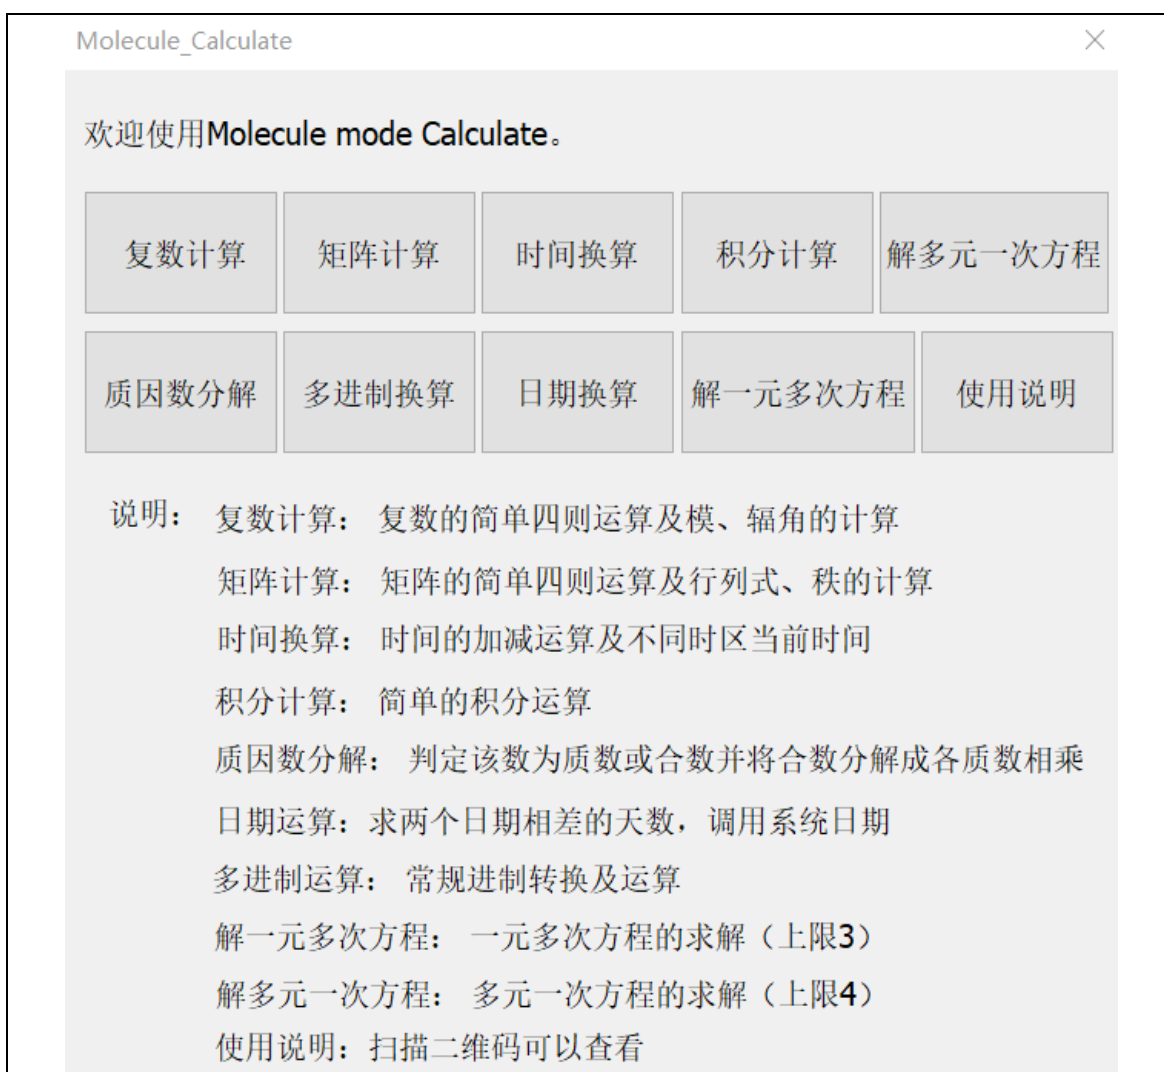 Molecule_Calculate
欢迎使用Molecule mode Calculate。
复数计算 矩阵计算 时间换算 积分计算 解多元一次方程
质因数分解 多进制换算 日期换算 解一元多次方程 使用说明
说明： 复数计算： 复数的简单四则运算及模、辐角的计算
矩阵计算： 矩阵的简单四则运算及行列式、秩的计算
时间换算： 时间的加减运算及不同时区当前时间
积分计算： 简单的积分运算
质因数分解： 判定该数为质数或合数并将合数分解成各质数相乘
日期运算：求两个日期相差的天数，调用系统日期
多进制运算： 常规进制转换及运算
解一元多次方程： 一元多次方程的求解（上限3）
解多元一次方程： 多元一次方程的求解（上限4）
使用说明：扫描二维码可以查看